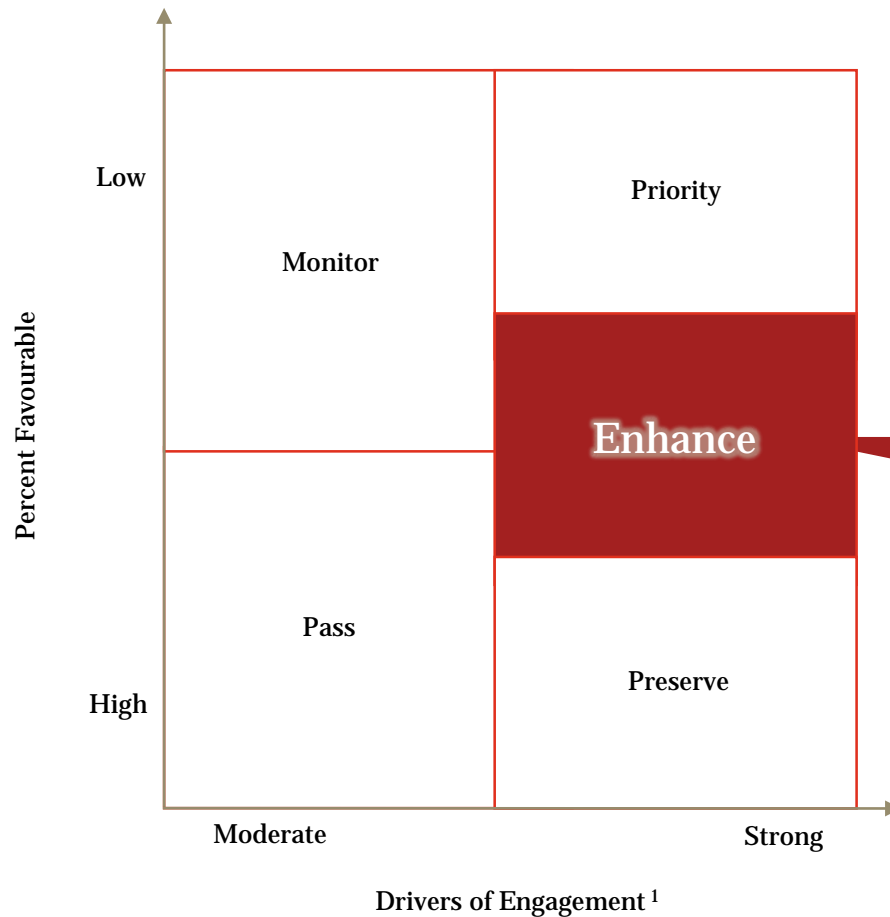 Low
Priority
Monitor
Percent Favourable
Enhance
Pass
Preserve
High
Moderate
Strong
Drivers of Engagement 1